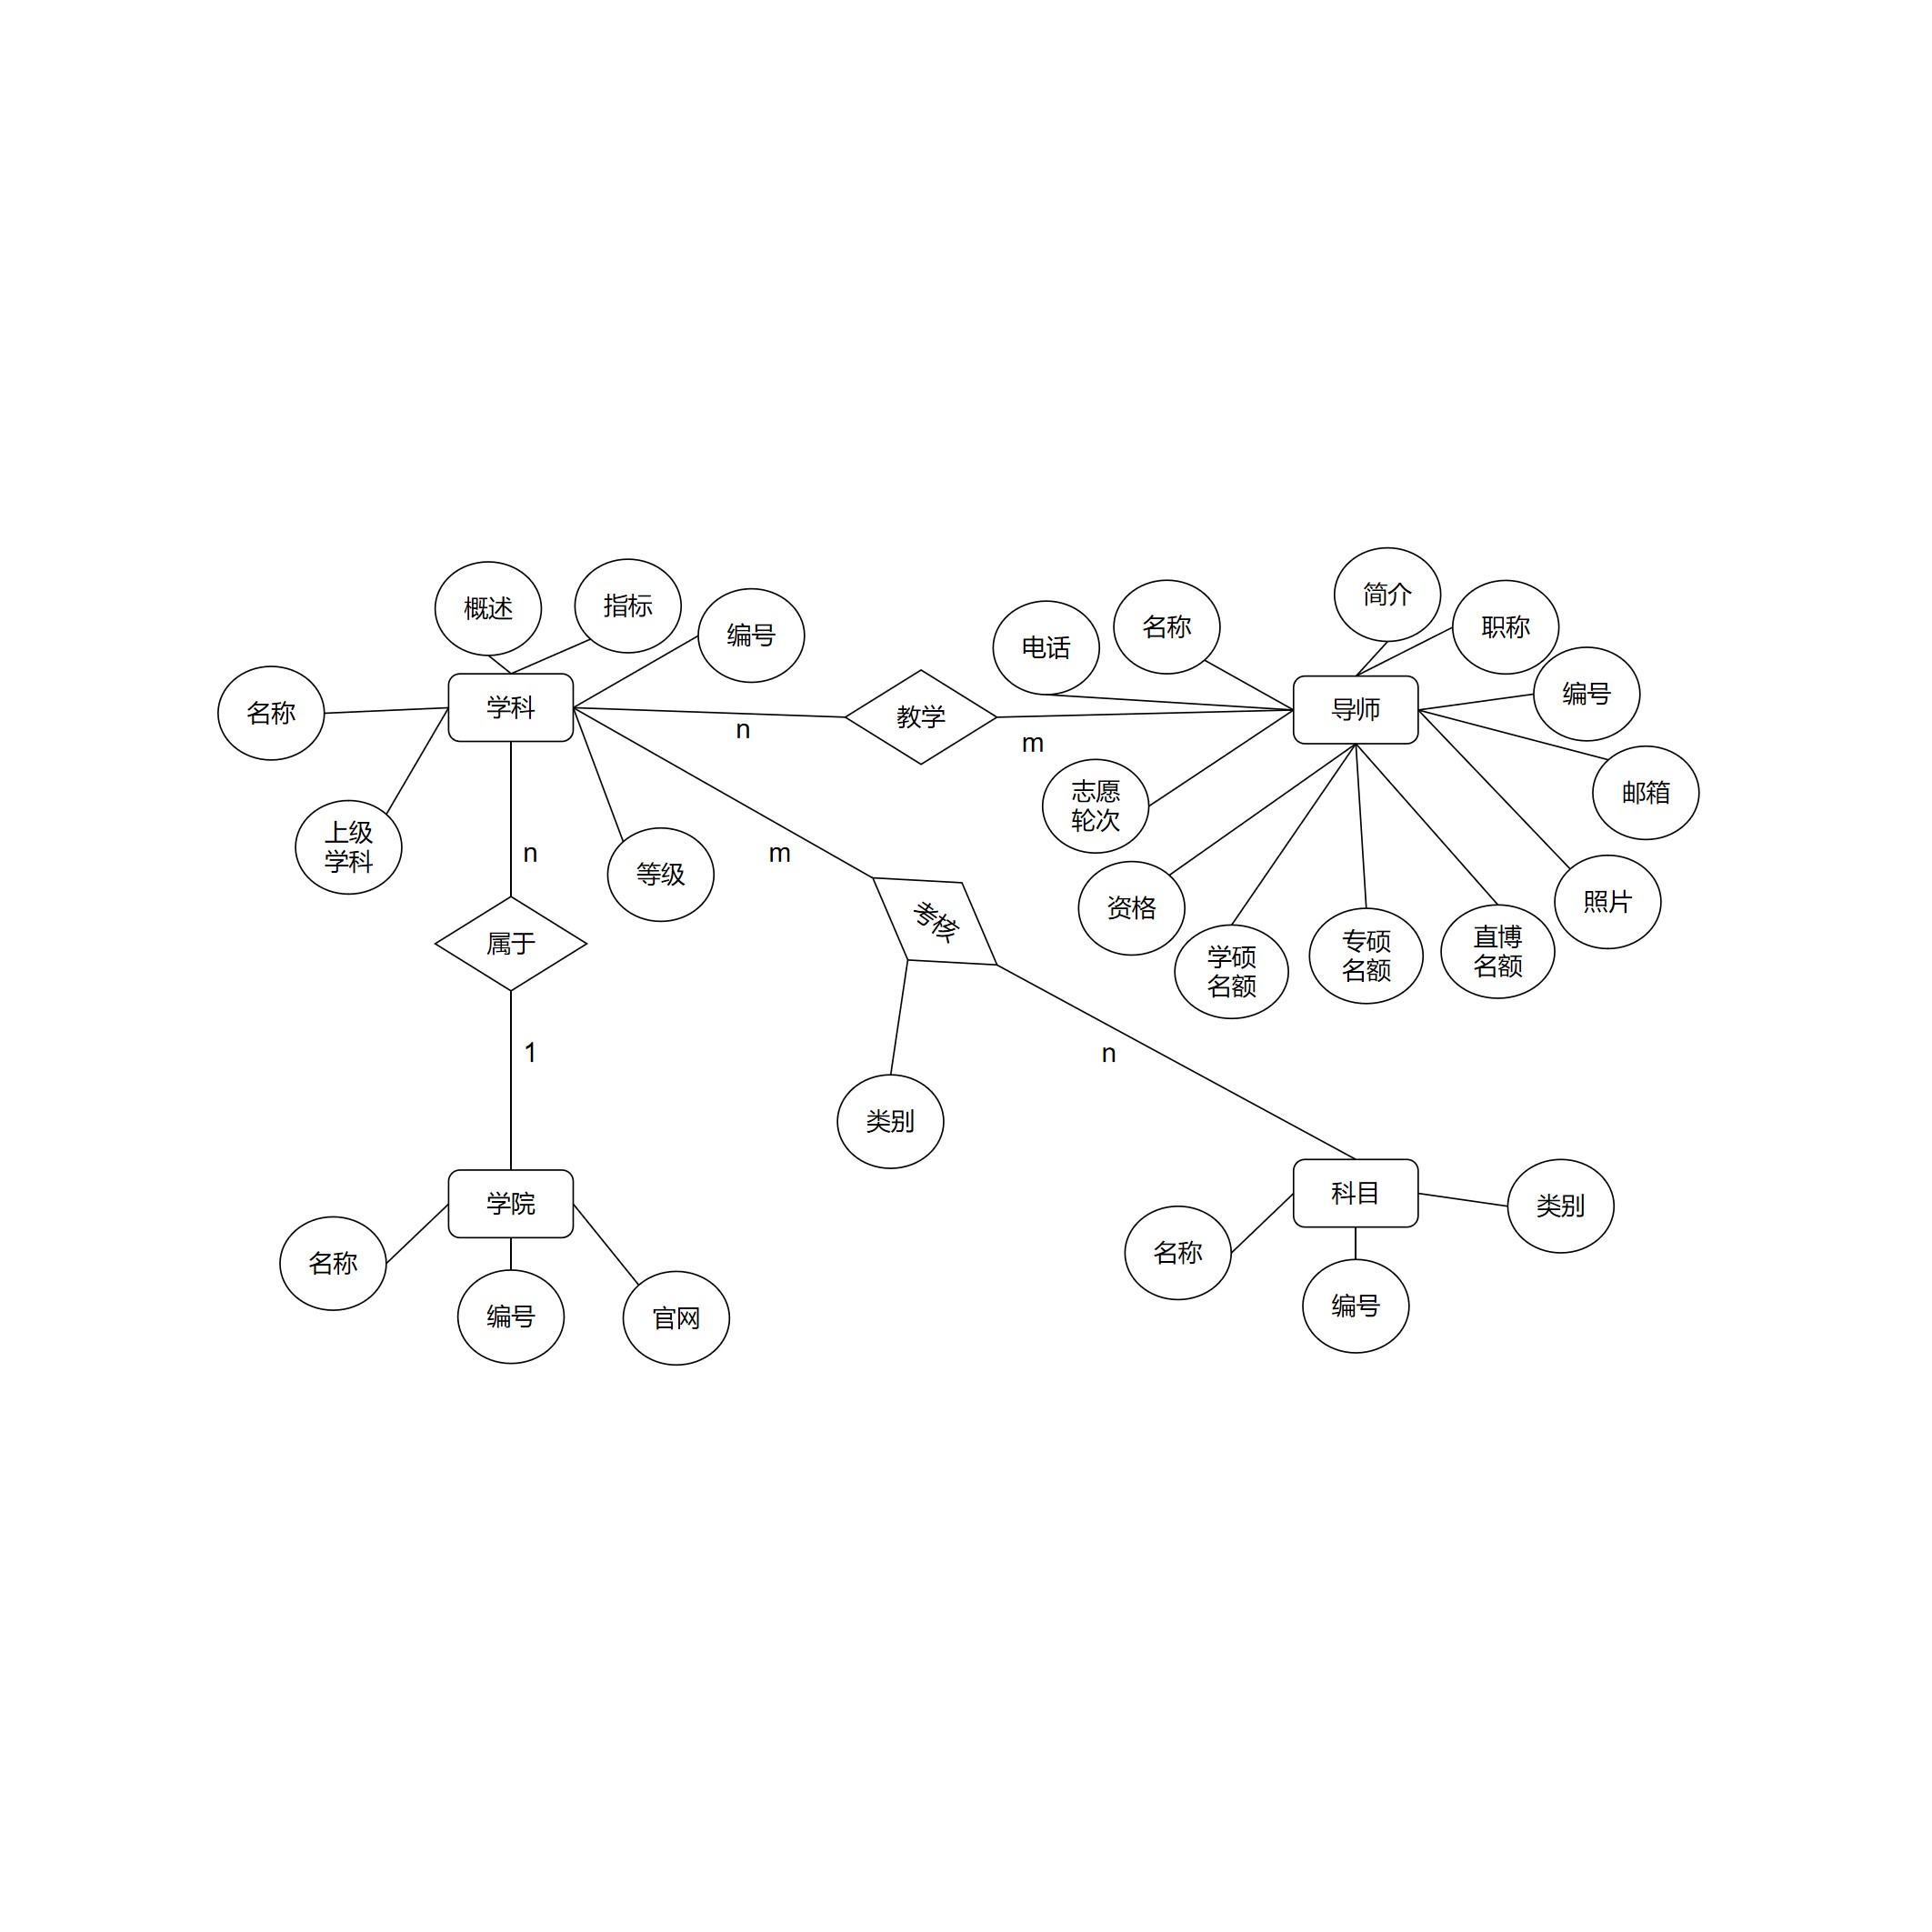 概述
指标
编号
名称
学科
上级
学科
等级
n
教学
m
电话
名称
简介
职称
导师
编号
邮箱
照片
志愿
轮次
资格
学硕
名额
专硕
名额
直博
名额
n
属于
1
m
考核
n
类别
学院
名称
编号
官网
科目
名称
编号
类别